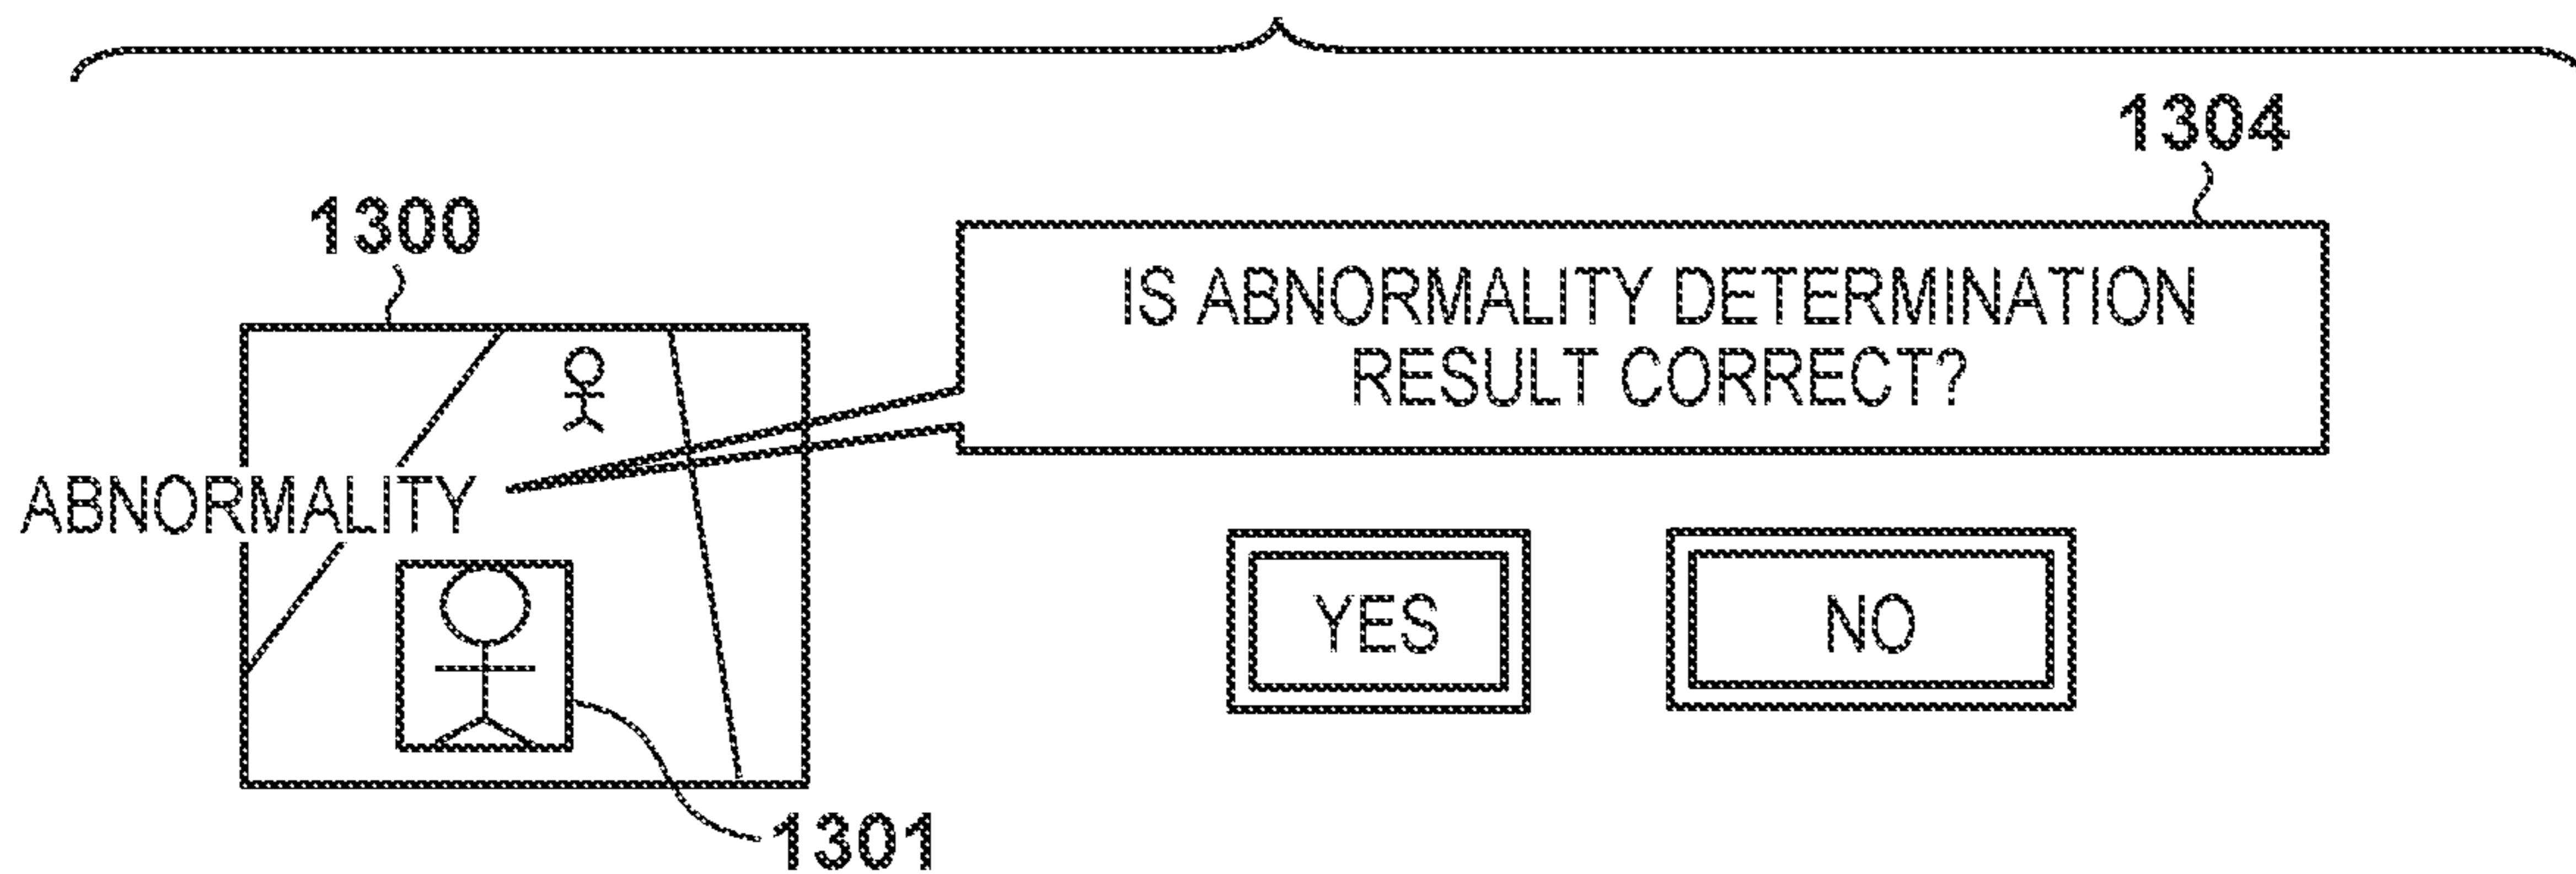 1304
1300
IS ABNORMALITY DETERMINATION
RESULT CORRECT?
ABNORMALITY
YES
NO
1301